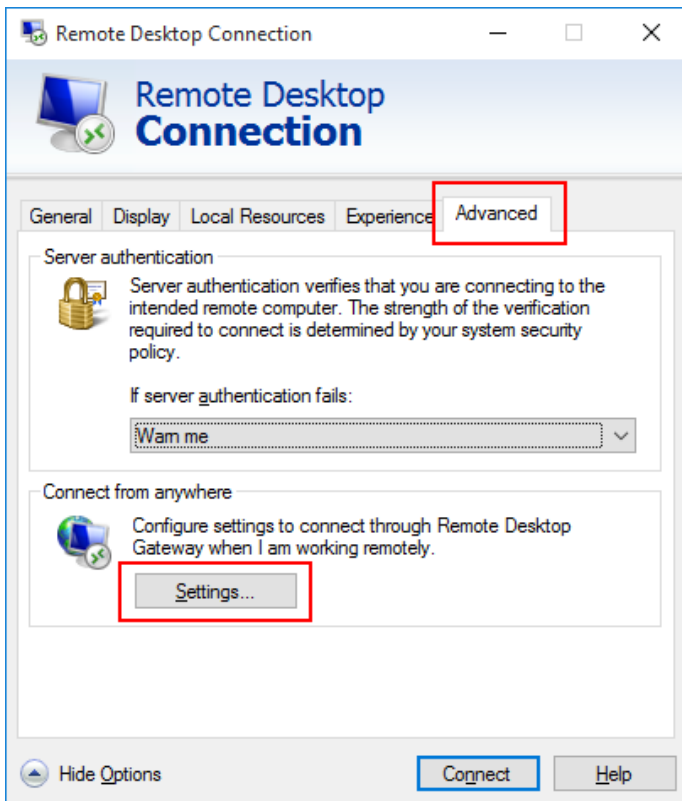 Remote Desktop Connection
Remote Desktop
Connection
General Display Local Resources Experience Advanced
Server authentication
Server authentication verifies that you are connecting to the
intended remote computer. The strength of the verification
required to connect is determined by your system security
policy.
If server authentication fails:
Warn me
Connect from anywhere
Configure settings to connect through Remote Desktop
Gateway when I am working remotely.
Settings...
Hide Options Connect Help